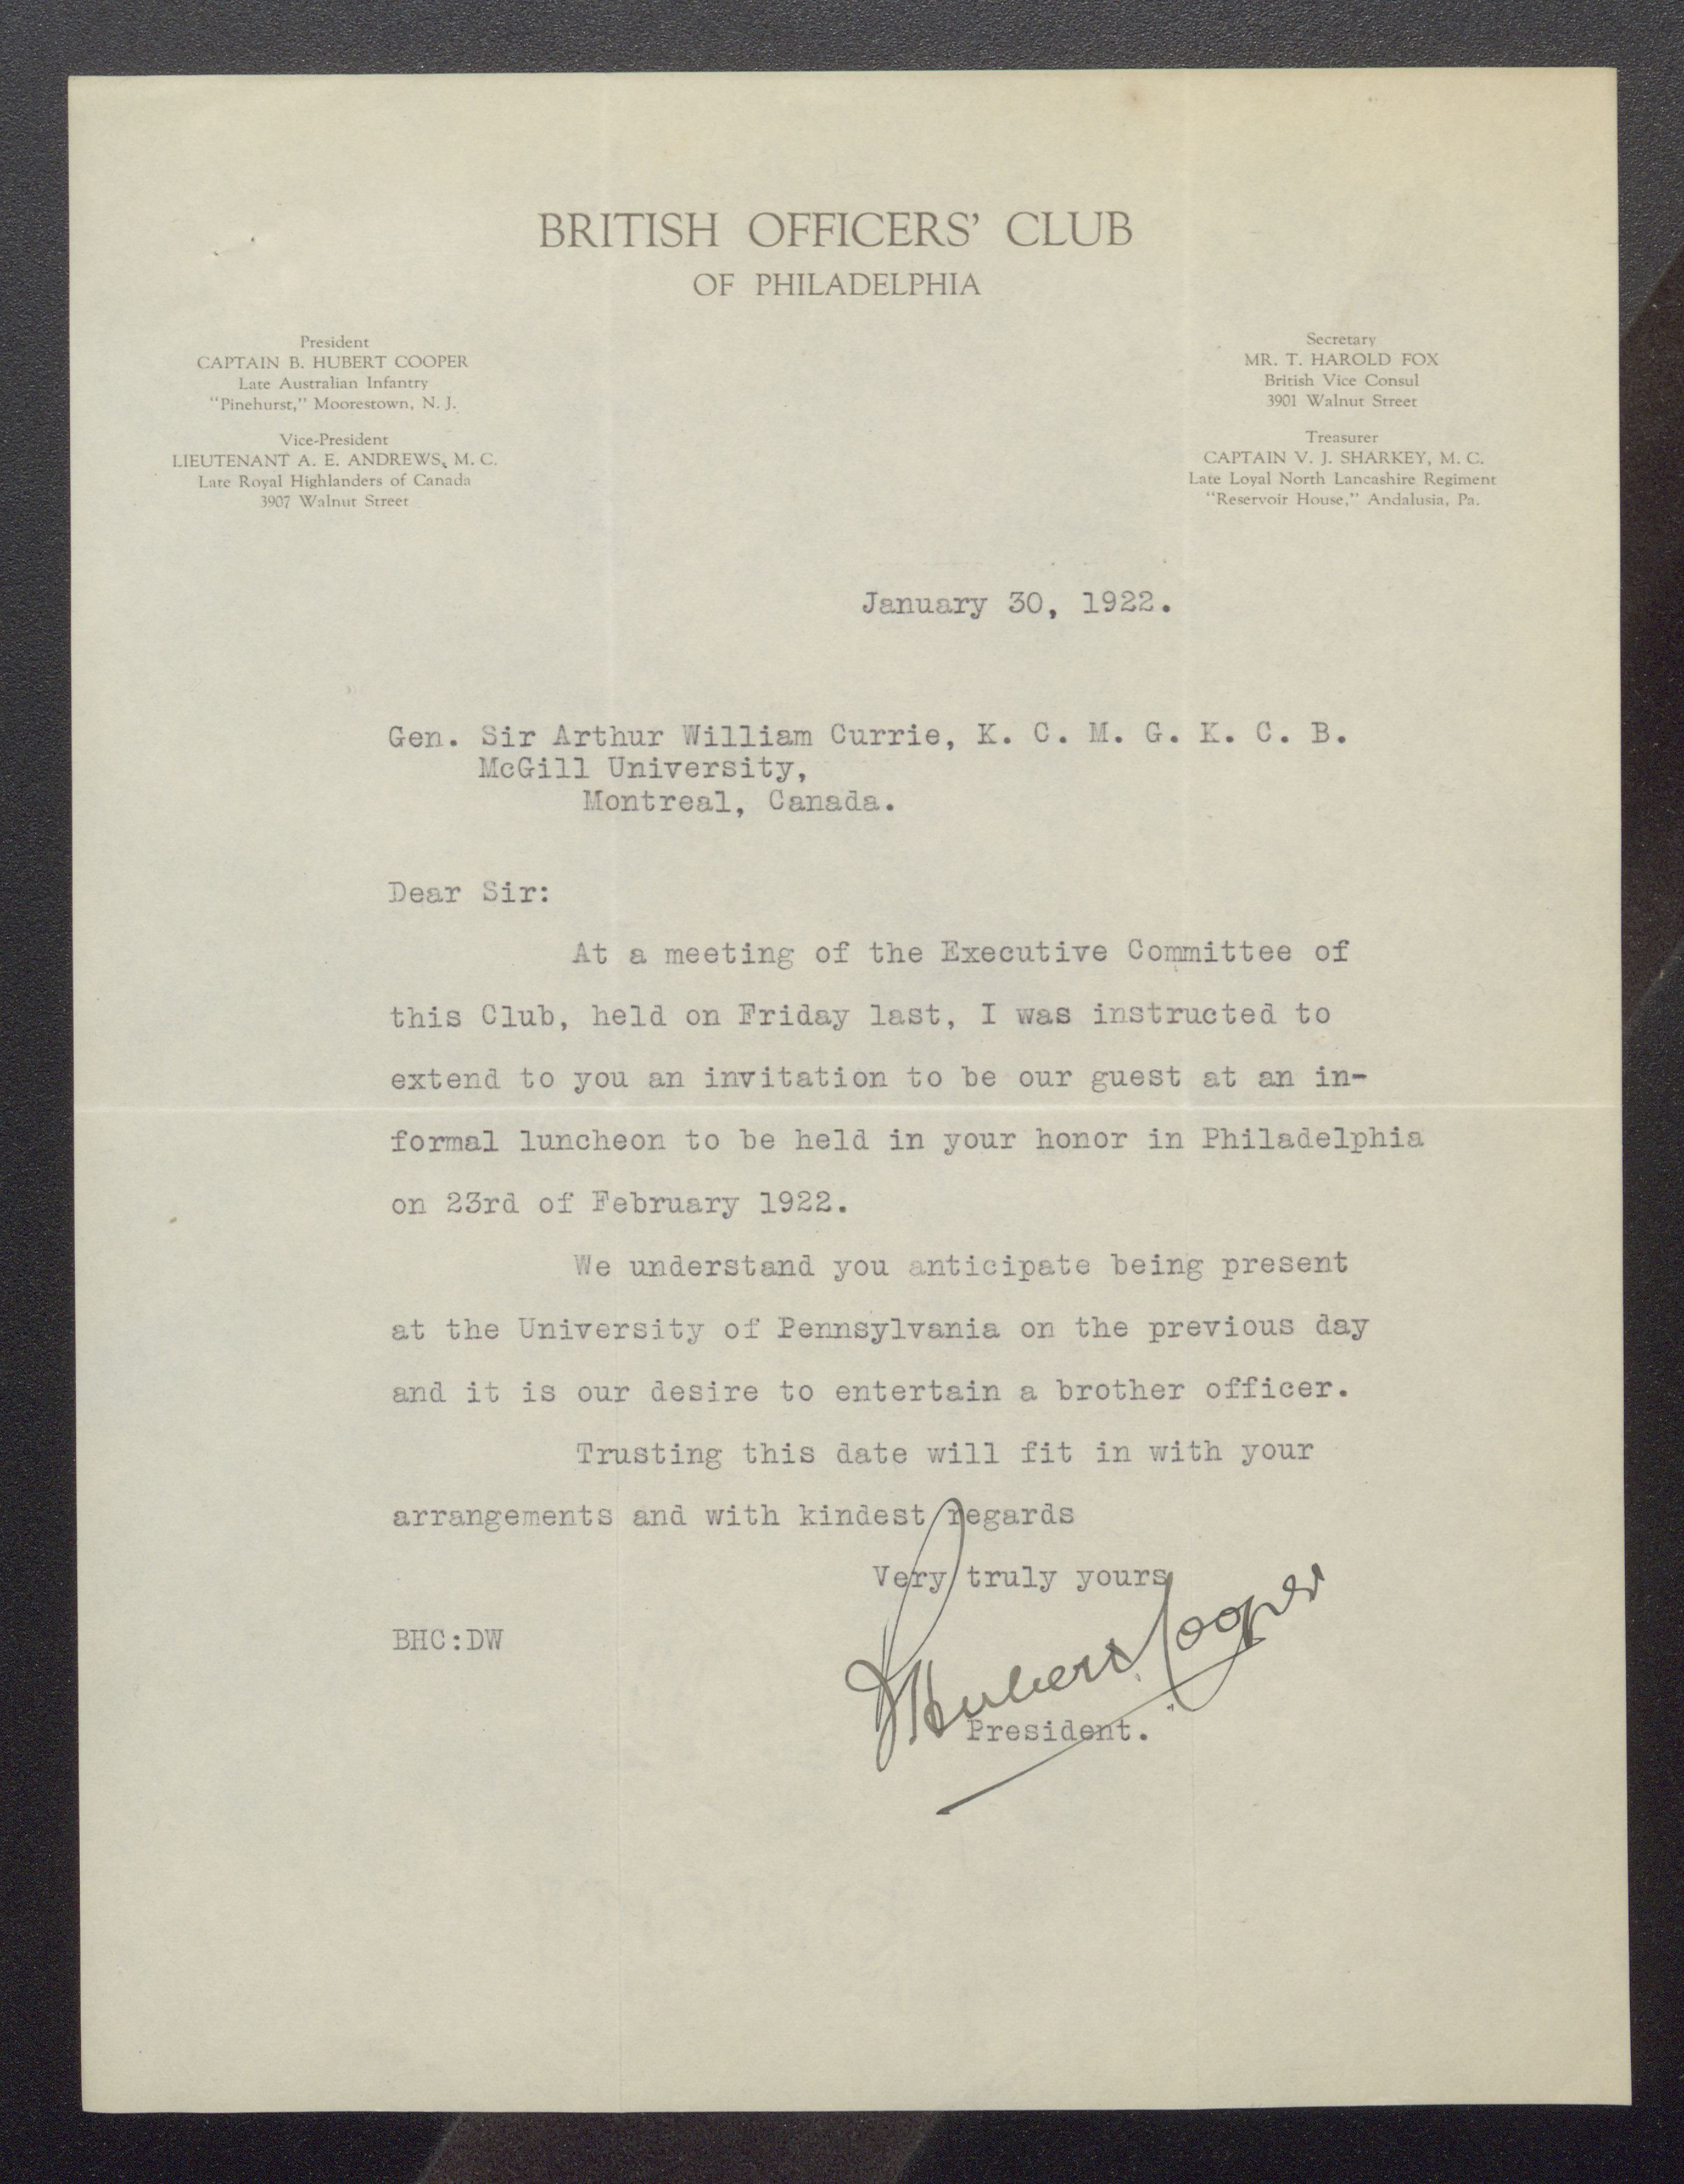 BRITISH OFFICERS' CLUB
OF PHILADELPHIA
President
CAPTAIN B. HUBERT COOPER
Late Australian Infantry
"Pinehurst," Moorestown, N. J.
Vice-President
LIEUTENANT A. E. ANDREWS, M. C.
Late Royal Highlanders of Canada
3907 Walnut Street
Secretary
MR. T. HAROLD FOX
British Vice Consul
3901 Walnut Street
Treasurer
CAPTAIN V. J. SHARKEY, M. C.
Late Loyal North Lancashire Regiment
"Reservoir House," Andalusia, Pa.
January 30, 1922.
Gen. Sir Arthur William Currie, K. C. M. G. K. C. B.
McGill University,
Montreal, Canada.
Dear Sir:
At a meeting of the Executive Committee of
this Club, held on Friday last, I was instructed to
extend to you an invitation to be our guest at an in-
formal luncheon to be held in your honor in Philadelphia
on 23rd of February 1922.
We understand you anticipate being present
at the University of Pennsylvania on the previous day
and it is our desire to entertain a brother officer.
Trusting this date will fit in with your
arrangements and with kindest regards
Very truly yours
BHC:DW
B Hubert Cooper
President.